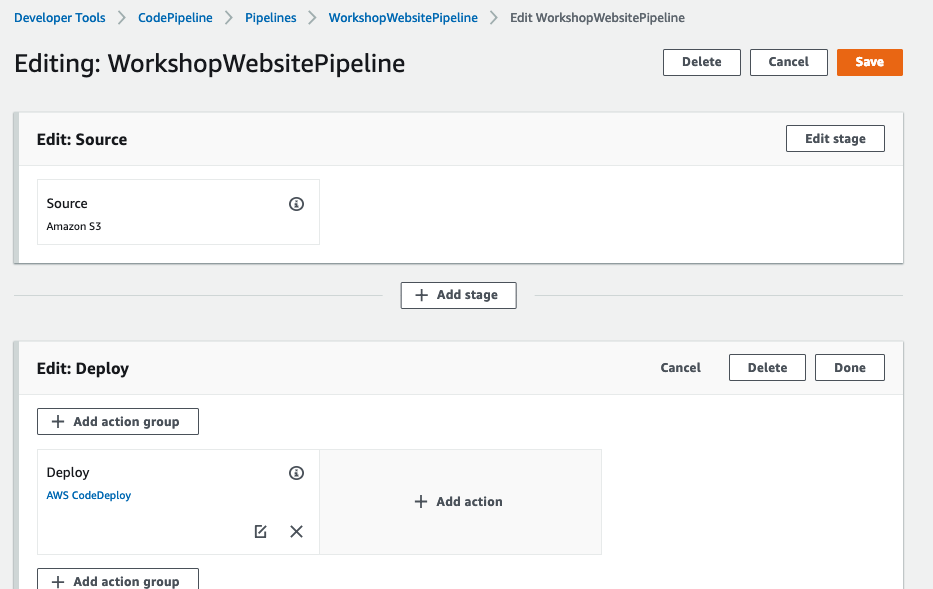 Developer Tools > CodePipeline > Pipelines > WorkshopWebsitePipeline > Edit WorkshopWebsitePipeline
Editing: WorkshopWebsitePipeline Delete Cancel Save
Edit: Source Edit stage
Source
Amazon S3
+ Add stage
Edit: Deploy Cancel Delete Done
+ Add action group
Deploy
AWS CodeDeploy
+ Add action
+ Add action group